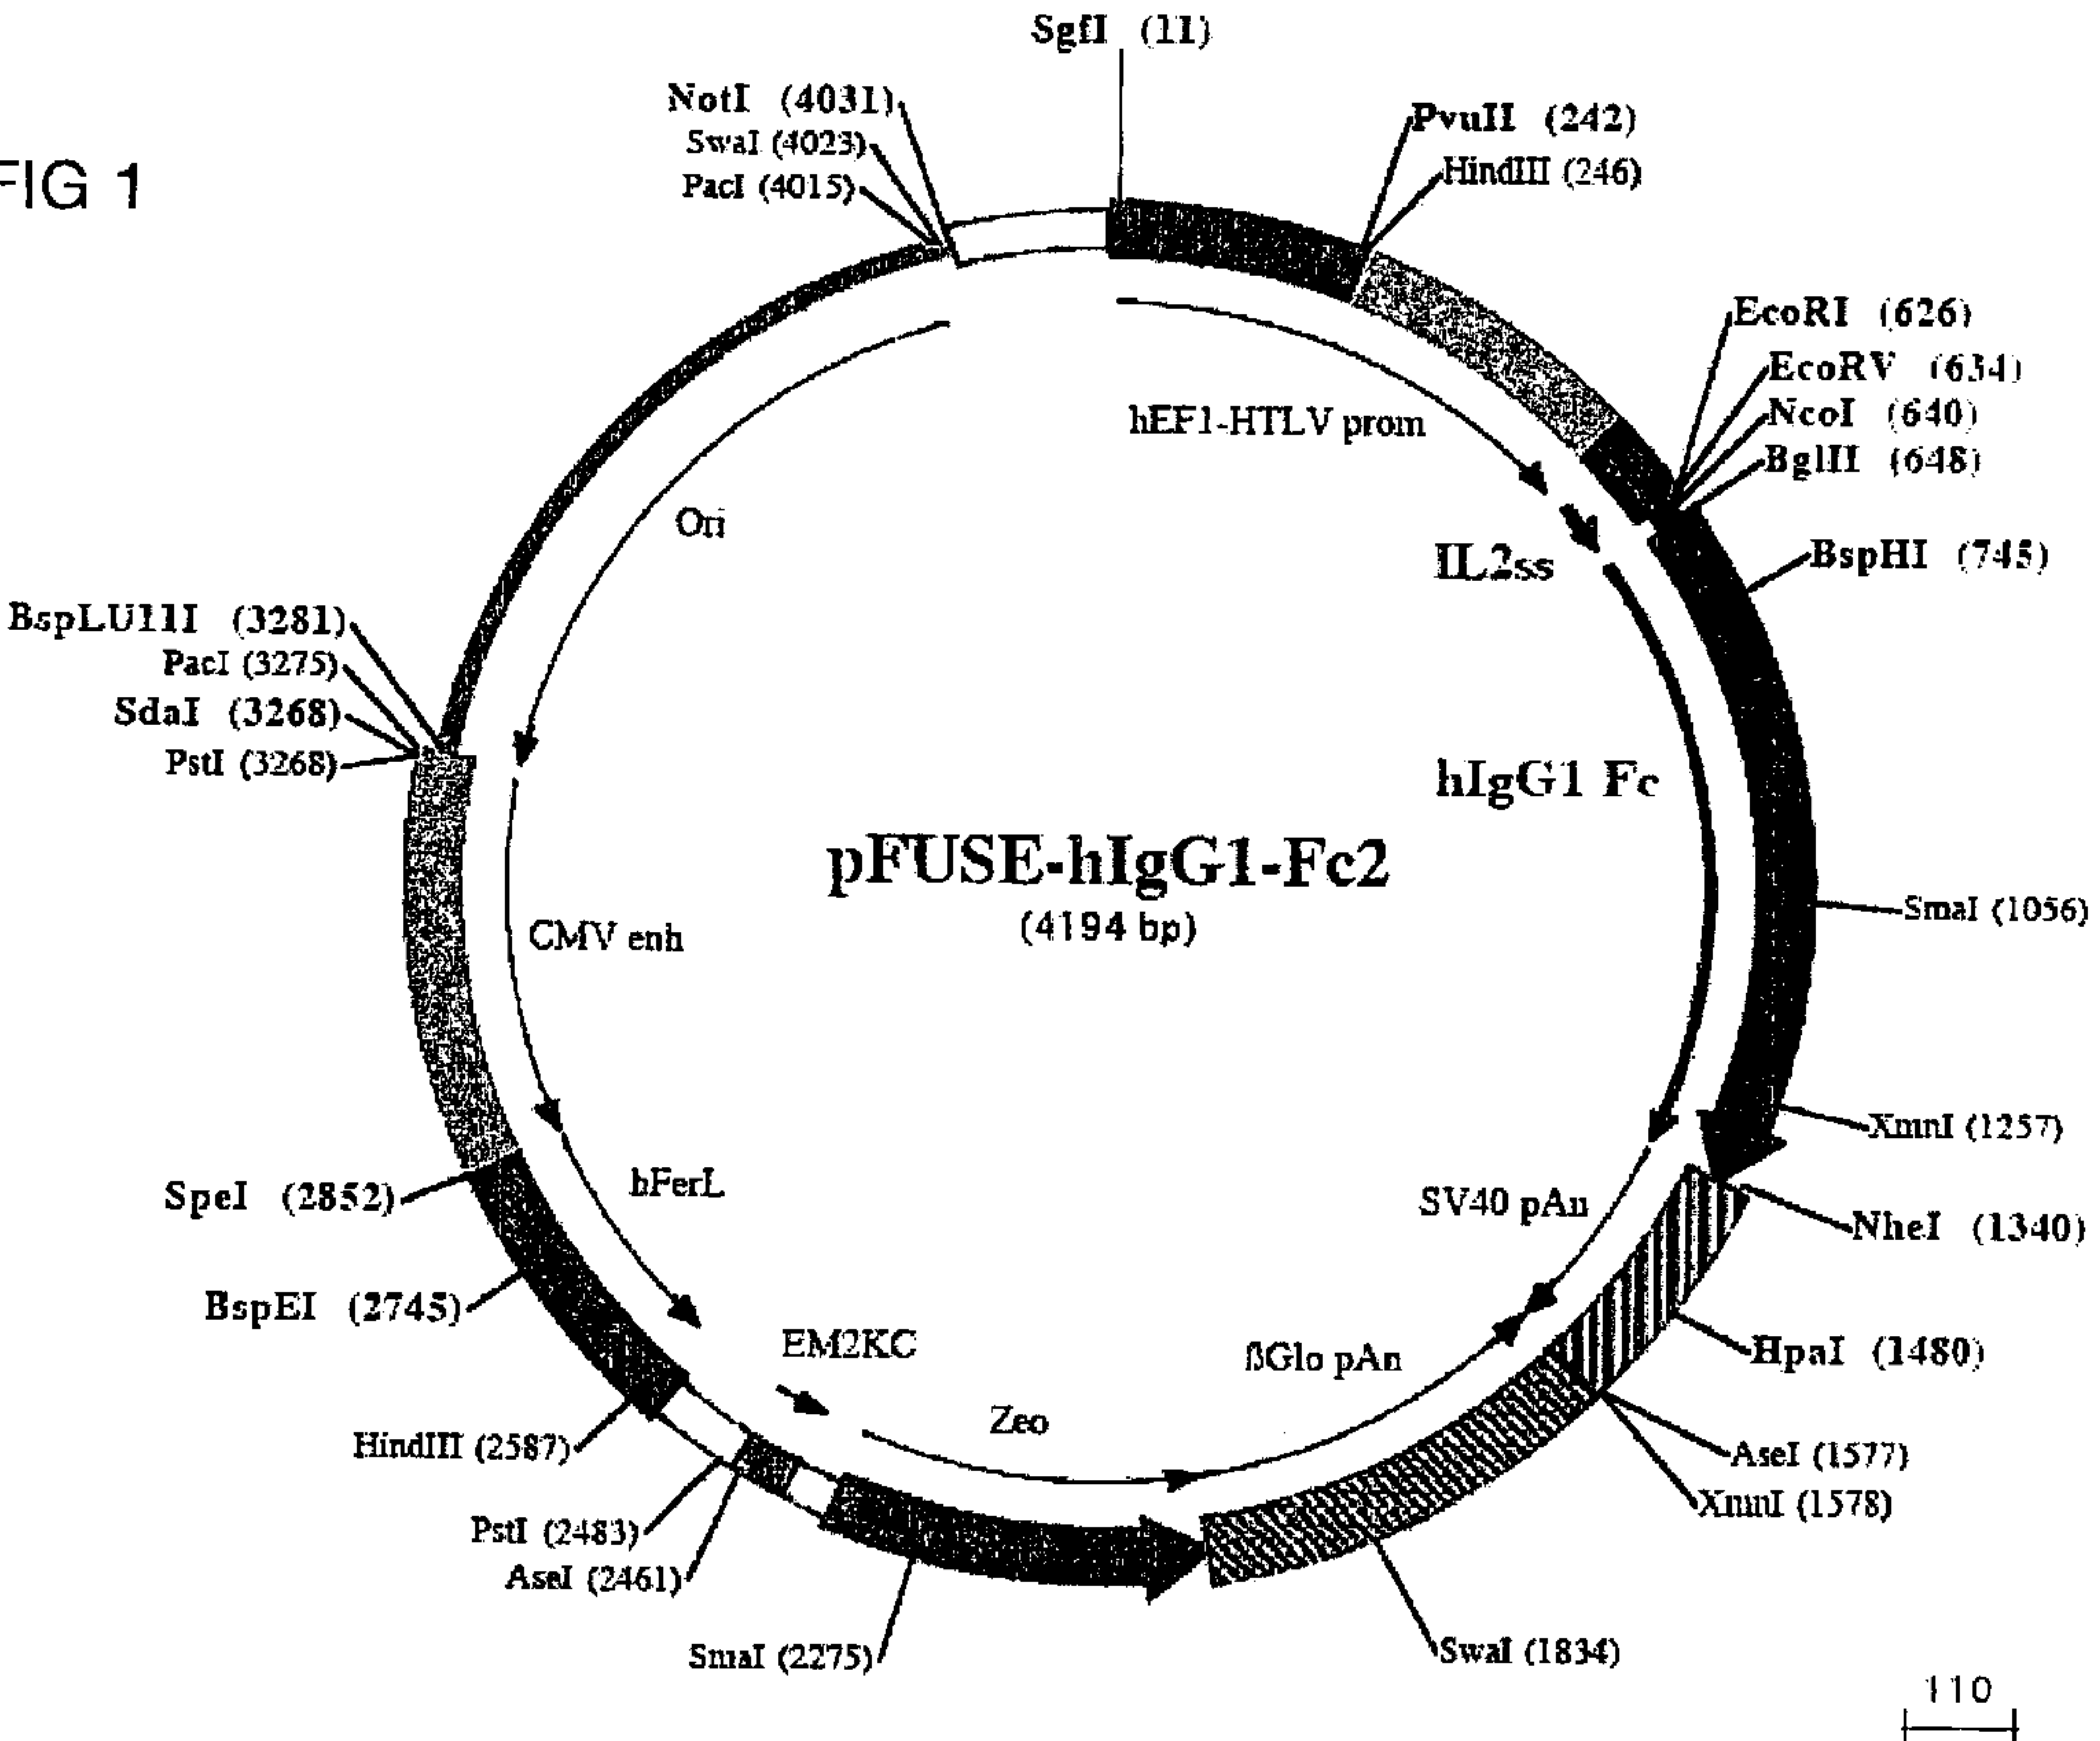 FIG 1
SgfI (11)
NotI (4031)
SwaI (4023)
PacI (4015)
PvuII (242)
HindIII (246)
EcoRI (626)
EcoRV (634)
NcoI (640)
BglII (648)
BspHI (745)
SmaI (1056)
XmnI (1257)
NheI (1340)
HpaI (1480)
AseI (1577)
XmnI (1578)
SwaI (1834)
SmaI (2275)
AseI (2461)
PstI (2483)
HindIII (2587)
BspEI (2745)
SpeI (2852)
PstI (3268)
SdaI (3268)
PacI (3275)
BspLU11I (3281)
hEF1-HTLV prom
IL2ss
hIgG1 Fc
SV40 pAn
ßGlo pAn
Zeo
EM2KC
hFerL
CMV enh
Ori
pFUSE-hIgG1-Fc2
(4194 bp)
110